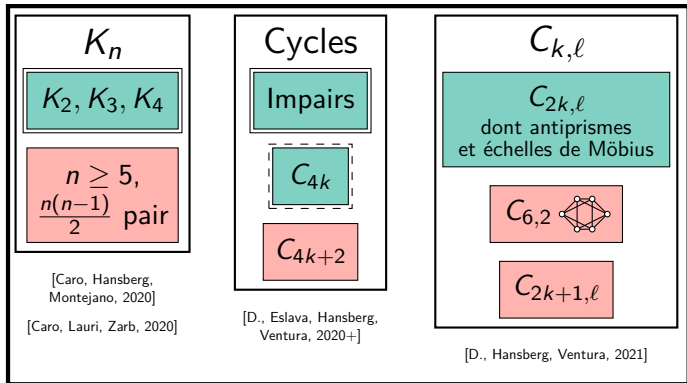 K_n
K_2, K_3, K_4
n ≥ 5,
n(n−1)/2 pair
[Caro, Hansberg,
Montejano, 2020]
[Caro, Lauri, Zarb, 2020]
Cycles
Impairs
C_{4k}
C_{4k+2}
[D., Eslava, Hansberg,
Ventura, 2020+]
C_{k,ℓ}
C_{2k,ℓ}
dont antiprismes
et échelles de Möbius
C_{6,2}
C_{2k+1,ℓ}
[D., Hansberg, Ventura, 2021]